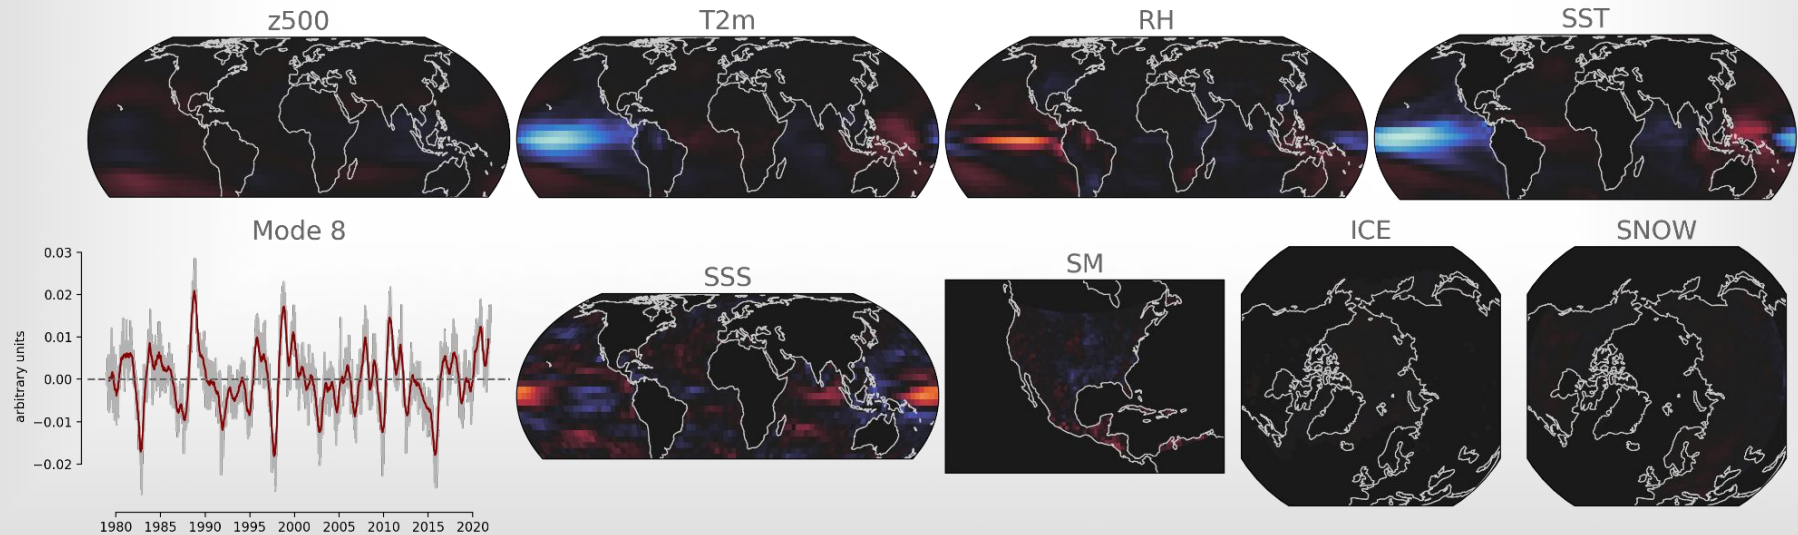 z500
T2m
RH
SST
Mode 8
SSS
SM
ICE
SNOW
0.03
0.02
0.01
0.00
−0.01
−0.02
arbitrary units
1980 1985 1990 1995 2000 2005 2010 2015 2020